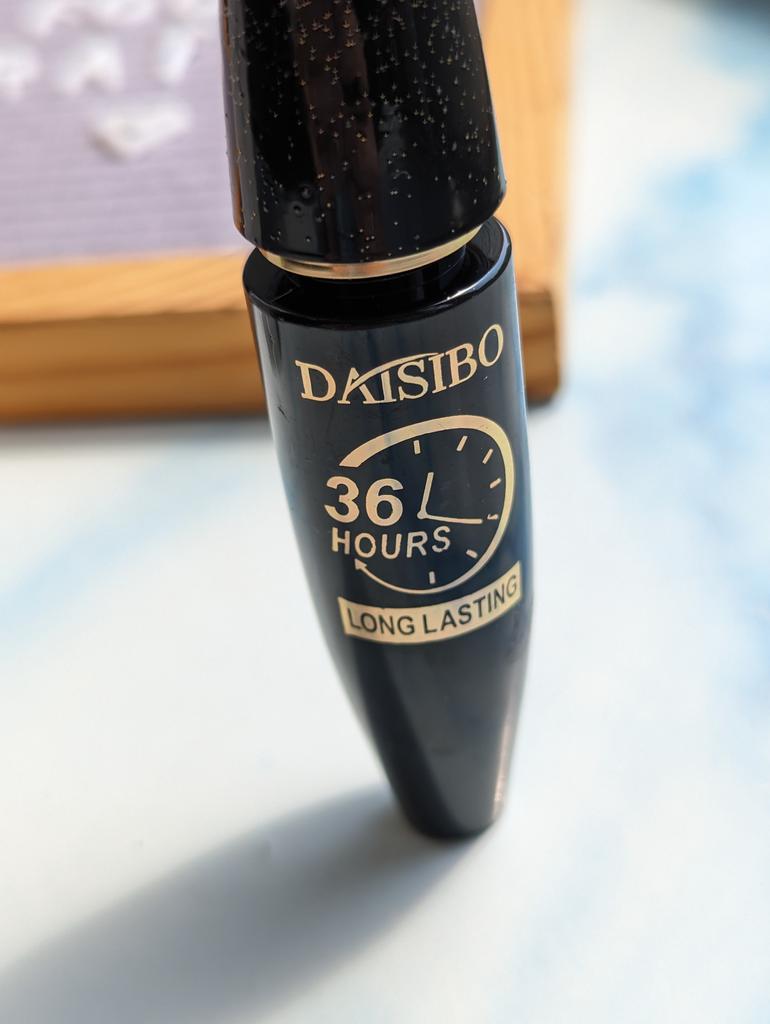 DAISIBO
36
HOURS
LONG LASTING